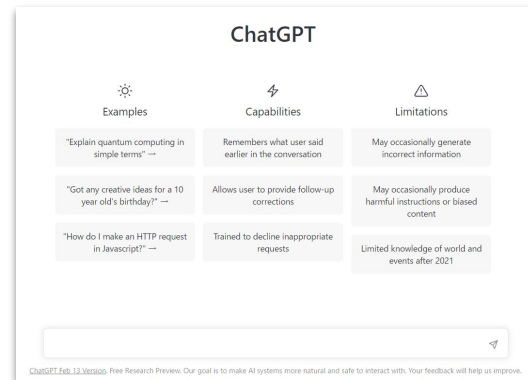 ChatGPT
Examples
"Explain quantum computing in
simple terms" →
"Got any creative ideas for a 10
year old's birthday?" →
"How do I make an HTTP request
in Javascript?" →
Capabilities
Remembers what user said
earlier in the conversation
Allows user to provide follow-up
corrections
Trained to decline inappropriate
requests
Limitations
May occasionally generate
incorrect information
May occasionally produce
harmful instructions or biased
content
Limited knowledge of world and
events after 2021
ChatGPT Feb 13 Version. Free Research Preview. Our goal is to make AI systems more natural and safe to interact with. Your feedback will help us improve.